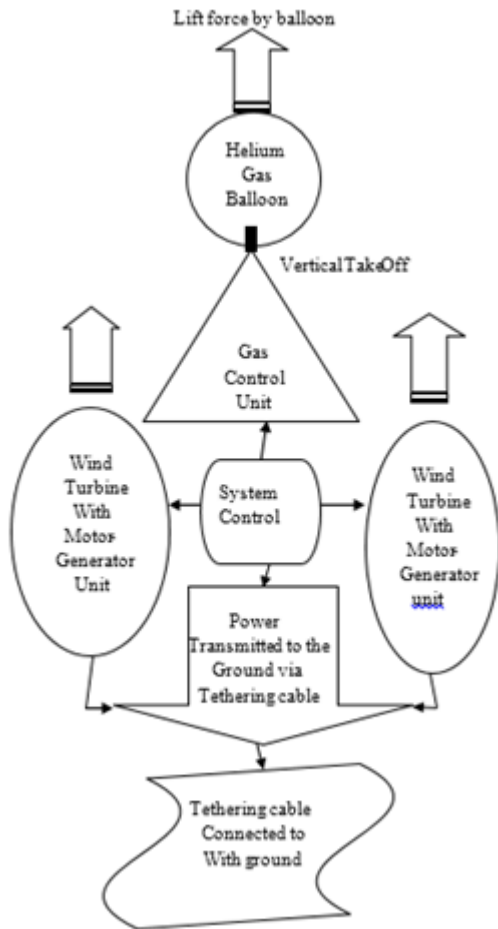 Lift force by balloon
Helium
Gas
Balloon
Vertical TakeOff
Gas
Control
Unit
Wind
Turbine
With
Motor-
Generator
Unit
System
Control
Wind
Turbine
With
Motor-
Generator
unit
Power
Transmitted to the
Ground via
Tethering cable
Tethering cable
Connected to
With ground